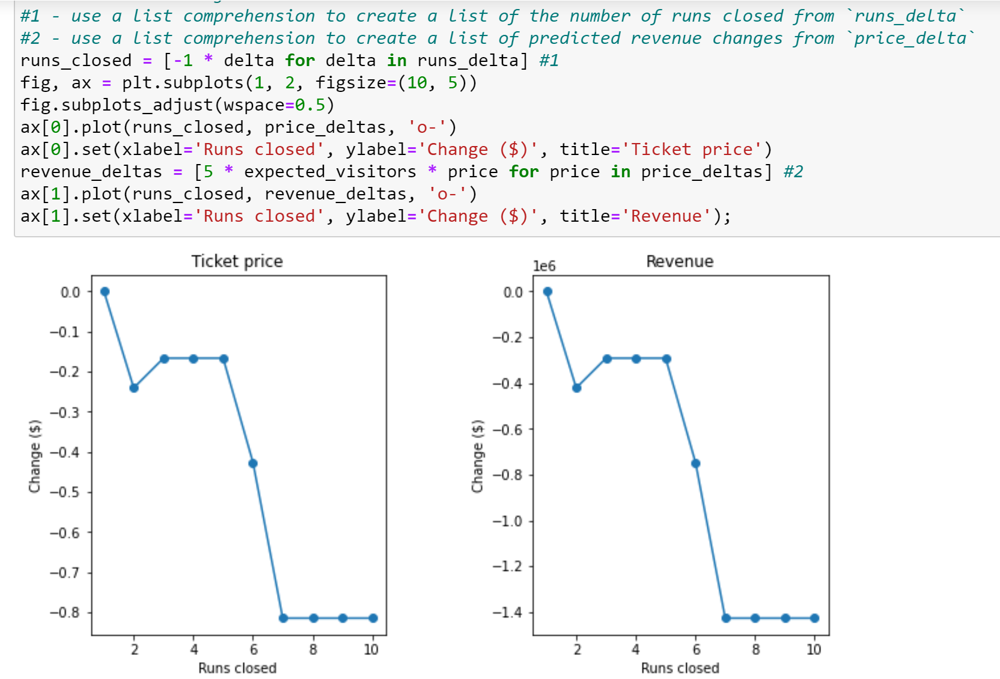 #1 - use a list comprehension to create a list of the number of runs closed from `runs_delta`
#2 - use a list comprehension to create a list of predicted revenue changes from `price_delta`
runs_closed = [-1 * delta for delta in runs_delta] #1
fig, ax = plt.subplots(1, 2, figsize=(10, 5))
fig.subplots_adjust(wspace=0.5)
ax[0].plot(runs_closed, price_deltas, 'o-')
ax[0].set(xlabel='Runs closed', ylabel='Change ($)', title='Ticket price')
revenue_deltas = [5 * expected_visitors * price for price in price_deltas] #2
ax[1].plot(runs_closed, revenue_deltas, 'o-')
ax[1].set(xlabel='Runs closed', ylabel='Change ($)', title='Revenue');
Ticket price
0.0
−0.1
−0.2
−0.3
−0.4
−0.5
−0.6
−0.7
−0.8
Change ($)
2 4 6 8 10
Runs closed
1e6
Revenue
0.0
−0.2
−0.4
−0.6
−0.8
−1.0
−1.2
−1.4
Change ($)
2 4 6 8 10
Runs closed